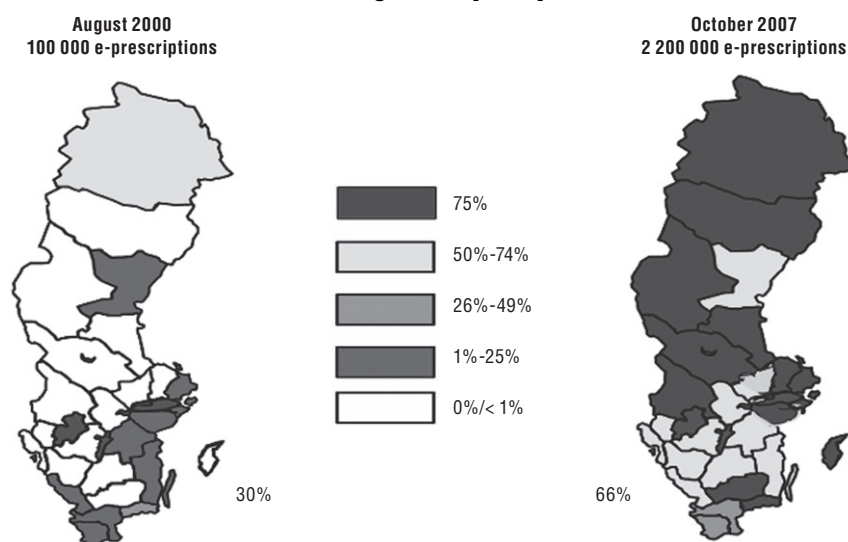 August 2000
100 000 e-prescriptions
October 2007
2 200 000 e-prescriptions
75%
50%-74%
26%-49%
1%-25%
0%/< 1%
30%
66%